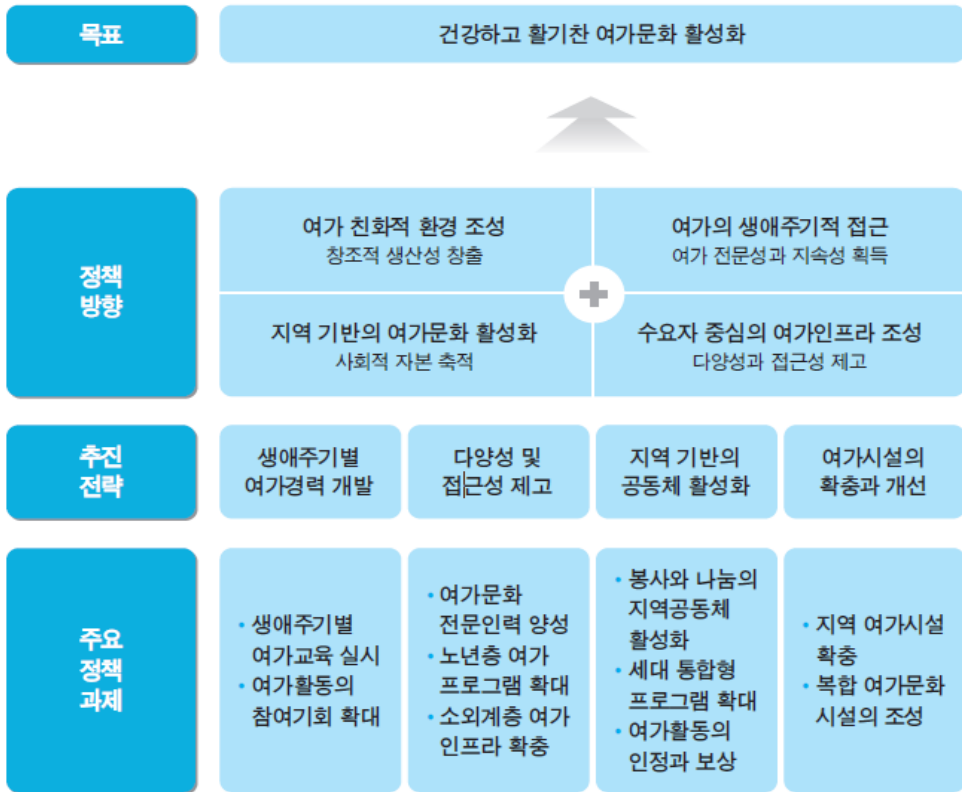 목표
건강하고 활기찬 여가문화 활성화
정책
방향
여가 친화적 환경 조성
창조적 생산성 창출
여가의 생애주기적 접근
여가 전문성과 지속성 획득
지역 기반의 여가문화 활성화
사회적 자본 축적
수요자 중심의 여가인프라 조성
다양성과 접근성 제고
추진
전략
생애주기별
여가경력 개발
다양성 및
접근성 제고
지역 기반의
공동체 활성화
여가시설의
확충과 개선
주요
정책
과제
• 생애주기별
여가교육 실시
• 여가활동의
참여기회 확대
• 여가문화
전문인력 양성
• 노년층 여가
프로그램 확대
• 소외계층 여가
인프라 확충
• 봉사와 나눔의
지역공동체
활성화
• 세대 통합형
프로그램 확대
• 여가활동의
인정과 보상
• 지역 여가시설
확충
• 복합 여가문화
시설의 조성